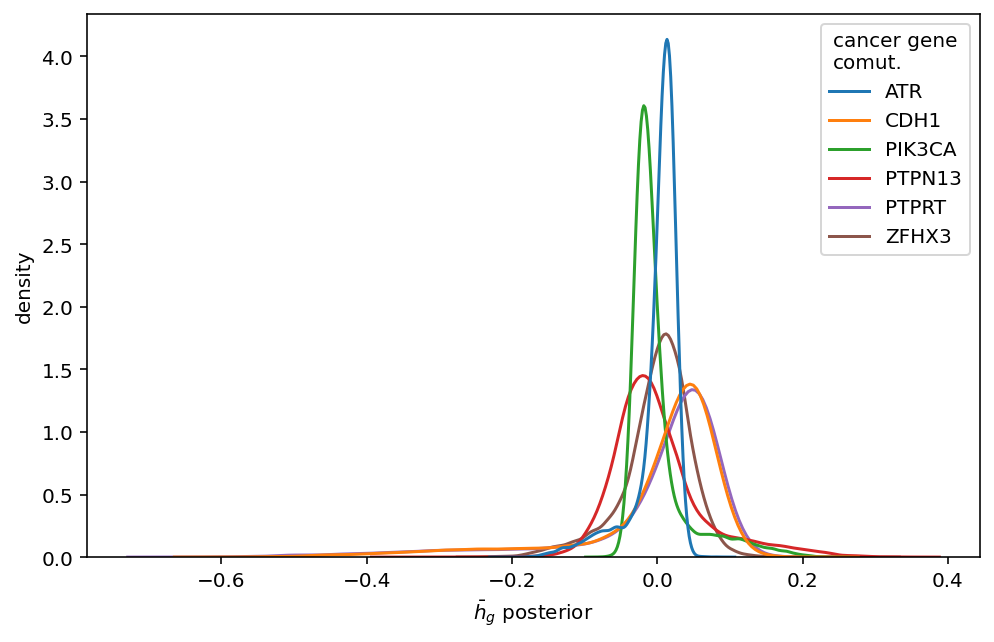 4.0
3.5
3.0
2.5
2.0
1.5
1.0
0.5
0.0
density
−0.6 −0.4 −0.2 0.0 0.2 0.4
h̄g posterior
cancer gene
comut.
ATR
CDH1
PIK3CA
PTPN13
PTPRT
ZFHX3